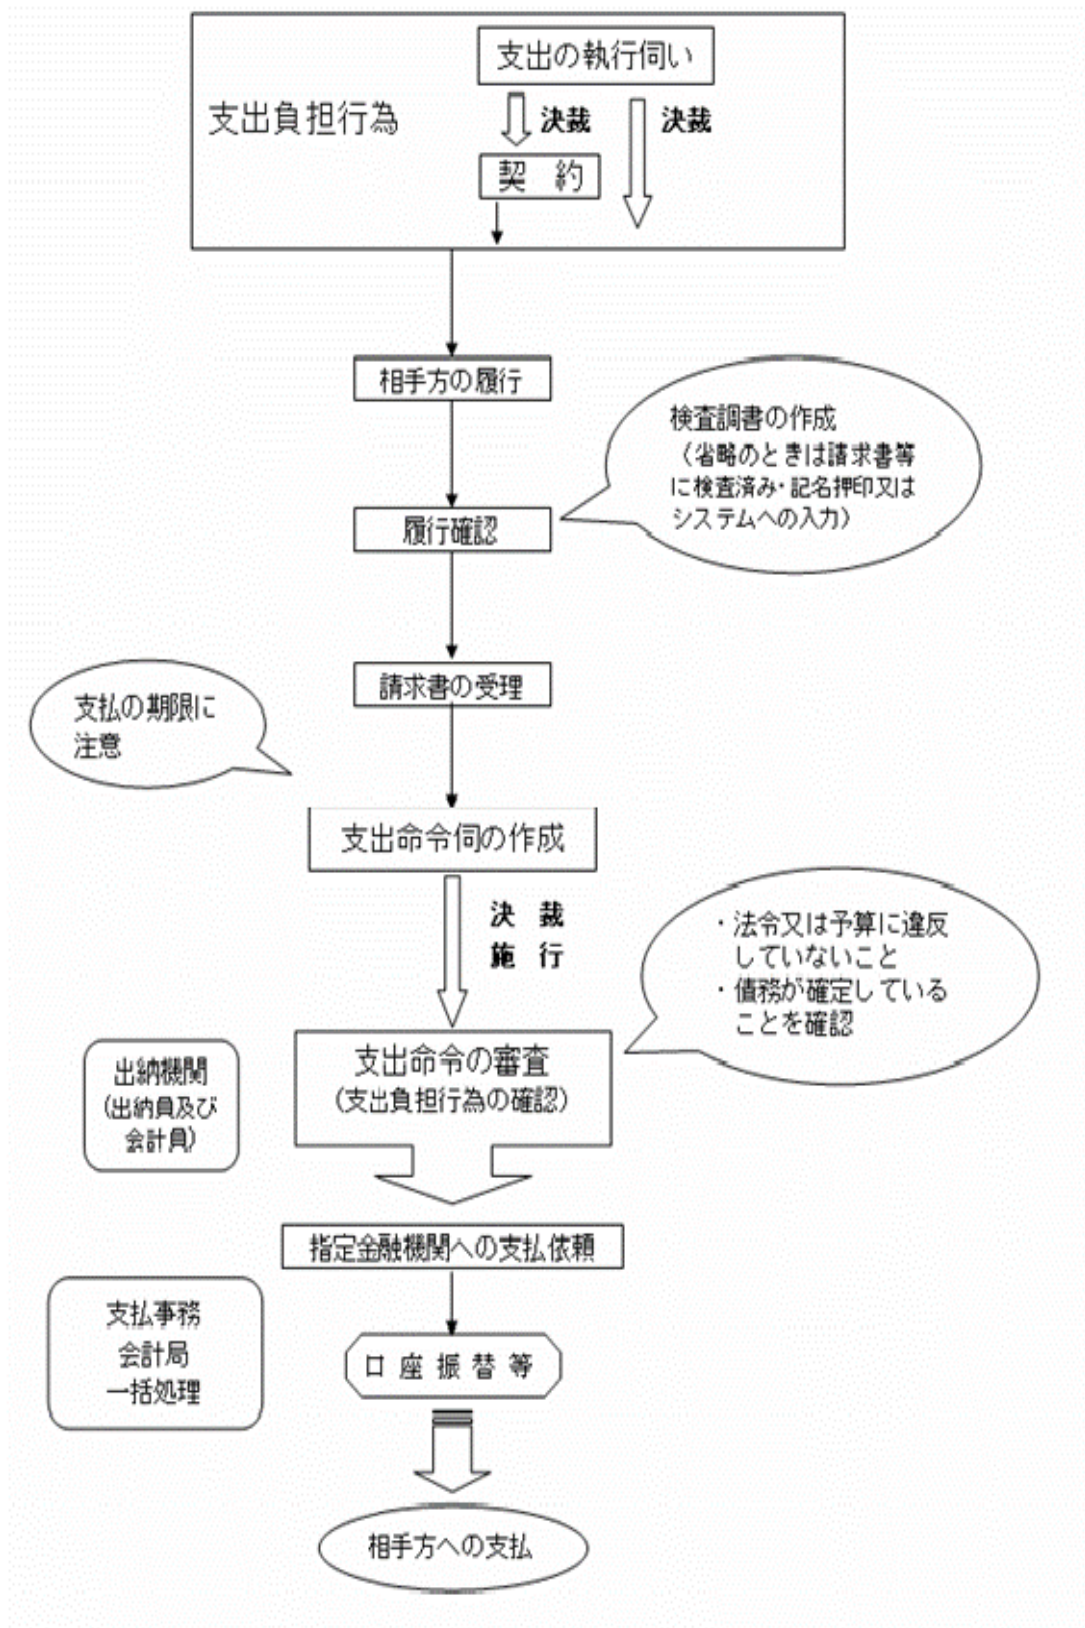 支出の執行伺い
支出負担行為
決裁
決裁
契 約
相手方の履行
検査調書の作成
（省略のときは請求書等
に検査済み・記名押印又は
システムへの入力）
履行確認
請求書の受理
支払の期限に
注意
支出命令伺の作成
決 裁
施 行
・法令又は予算に違反
していないこと
・債務が確定している
ことを確認
支出命令の審査
（支出負担行為の確認）
出納機関
（出納員及び
会計員）
指定金融機関への支払依頼
支払事務
会計局
一括処理
口 座 振 替 等
相手方への支払